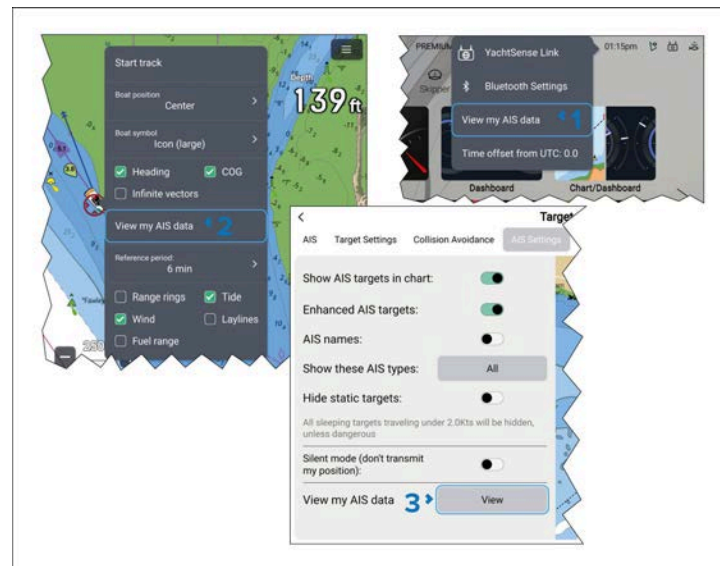 Start track
Boat position
Center
Boat symbol
Icon (large)
Heading
COG
Infinite vectors
View my AIS data
2
Reference period:
6 min
Range rings
Tide
Wind
Laylines
Fuel range
Depth
139 ft
YachtSense Link
Bluetooth Settings
View my AIS data
1
Time offset from UTC: 0.0
01:15pm
Skipper
Dashboard
Chart/Dashboard
AIS
Target Settings
Collision Avoidance
AIS Settings
Show AIS targets in chart:
Enhanced AIS targets:
AIS names:
Show these AIS types:
All
Hide static targets:
All sleeping targets traveling under 2.0Kts will be hidden,
unless dangerous
Silent mode (don't transmit
my position):
View my AIS data
3
View